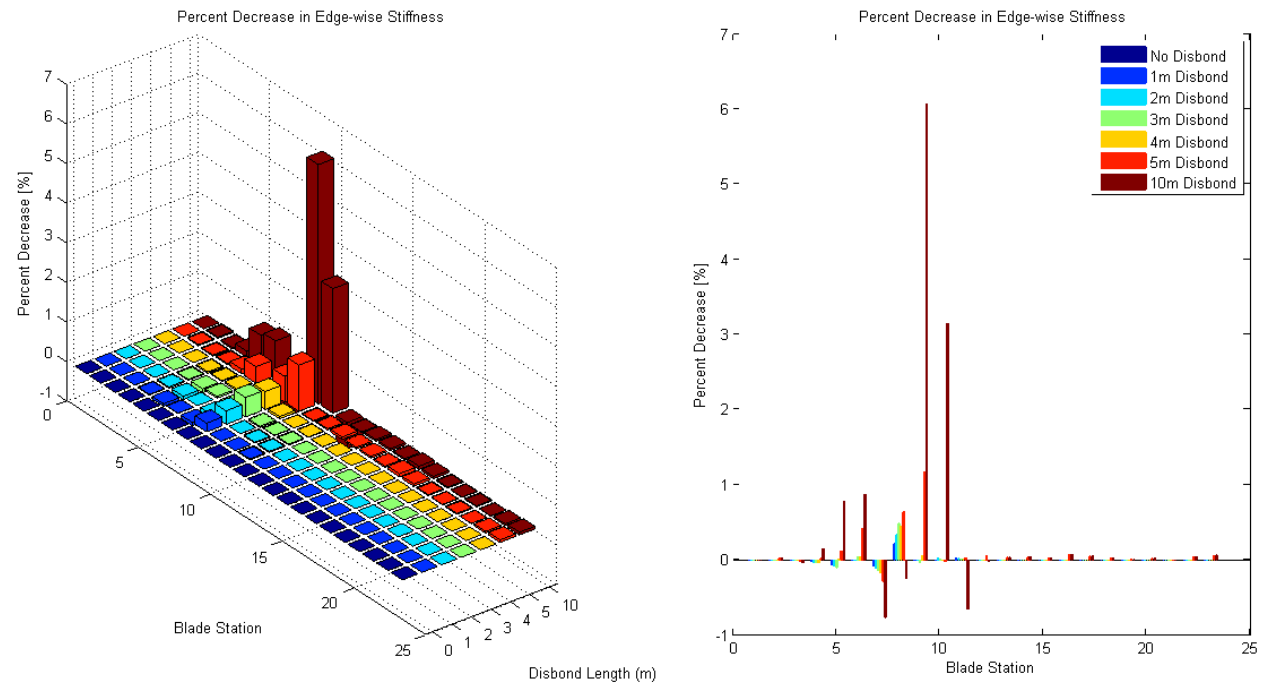 Percent Decrease in Edge-wise Stiffness
7
6
5
4
3
2
1
0
-1
Percent Decrease [%]
0
5
10
15
20
25
Blade Station
0
1
2
3
4
5
10
Disbond Length (m)
Percent Decrease in Edge-wise Stiffness
7
6
5
4
3
2
1
0
-1
Percent Decrease [%]
No Disbond
1m Disbond
2m Disbond
3m Disbond
4m Disbond
5m Disbond
10m Disbond
0
5
10
15
20
25
Blade Station